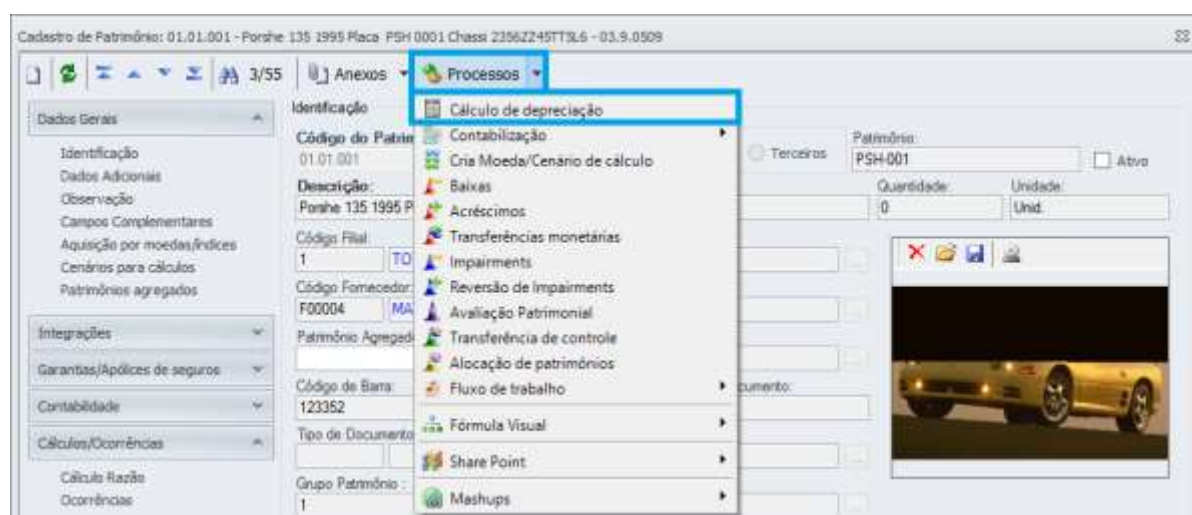 Cadastro de Patrimônio: 01.01.001 - Porshe 135 1995 Placa PSH 0001 Chassi 2356ZZ45TTSL6 - 03.9.0509
3/55 Anexos Processos
Dados Gerais
Identificação
Dados Adicionais
Observação
Campos Complementares
Aquisição por moedas/índices
Cenários para cálculos
Patrimônios agregados
Integrações
Garantias/Apólices de seguros
Contabilidade
Cálculos/Ocorrências
Cálculo Razão
Ocorrências
Identificação
Código do Patrim
01.01.001
Descrição:
Porshe 135 1995 P
Código Filial:
1 TO
Código Fornecedor:
F00004 MA
Patrimônio Agregad
Código de Barra:
123352
Tipo de Documento
Grupo Patrimônio :
1
Cálculo de depreciação
Contabilização
Cria Moeda/Cenário de cálculo
Baixas
Acréscimos
Transferências monetárias
Impairments
Reversão de Impairments
Avaliação Patrimonial
Transferência de controle
Alocação de patrimônios
Fluxo de trabalho
Fórmula Visual
Share Point
Mashups
Terceiros
Patrimônio:
PSH-001
Ativo
Quantidade:
0
Unidade:
Unid.
cumento: